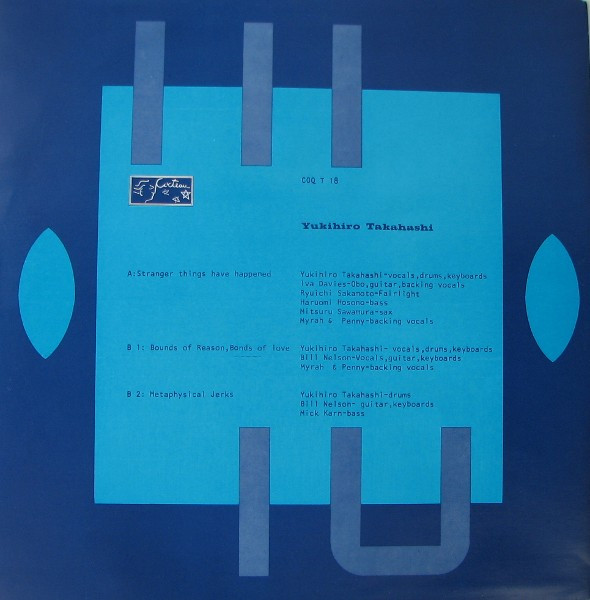 Cocteau
COQ T 18
Yukihiro Takahashi
A:Stranger things have happened
Yukihiro Takahashi-vocals,drums,keyboards
Iva Davies-Obo,guitar,backing vocals
Ryuichi Sakamoto-Fairlight
Haruomi Hosono-bass
Mitsuru Sawamura-sax
Myrah & Penny-backing vocals
B 1: Bounds of Reason,Bonds of love
Yukihiro Takahashi- vocals,drums,keyboards
Bill Nelson-Vocals,guitar,keyboards
Myrah & Penny-backing vocals
B 2: Metaphysical Jerks
Yukihiro Takahashi-drums
Bill Nelson- guitar,keyboards
Mick Karn-bass